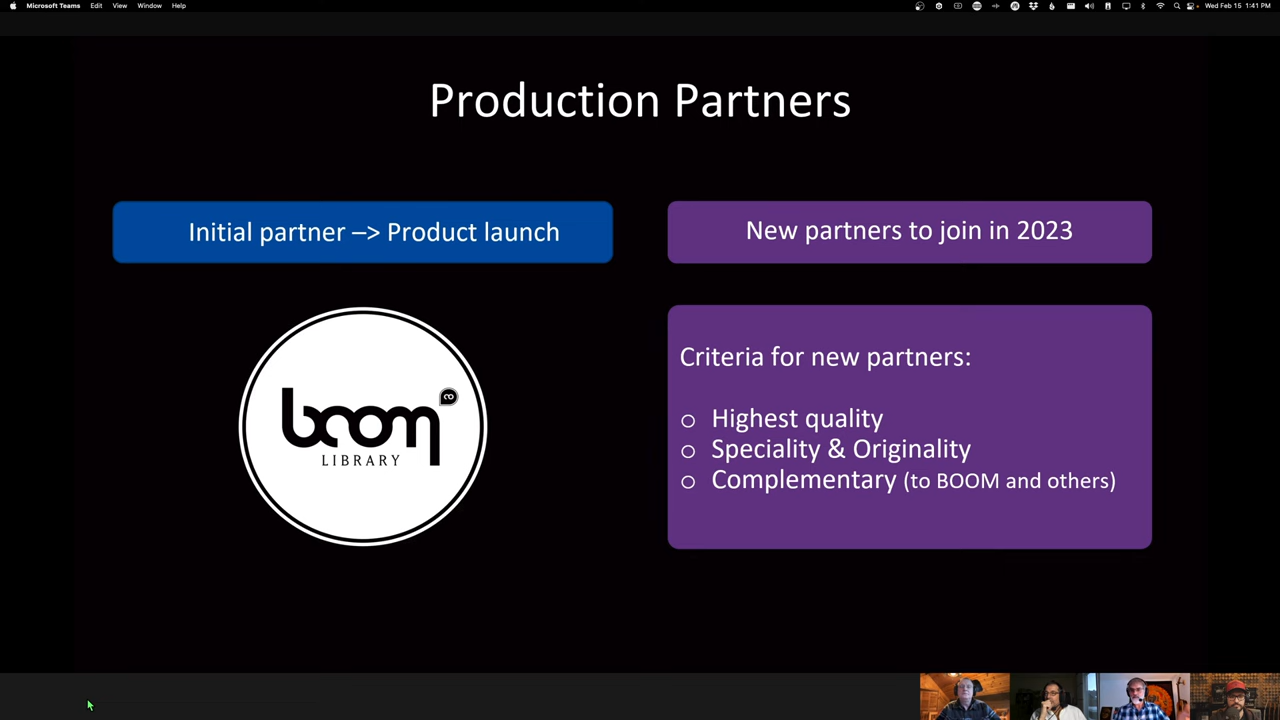 Microsoft Teams Edit View Window Help
Wed Feb 15 1:41 PM
Production Partners
Initial partner –> Product launch
New partners to join in 2023
boom
LIBRARY
Criteria for new partners:
o Highest quality
o Speciality & Originality
o Complementary (to BOOM and others)